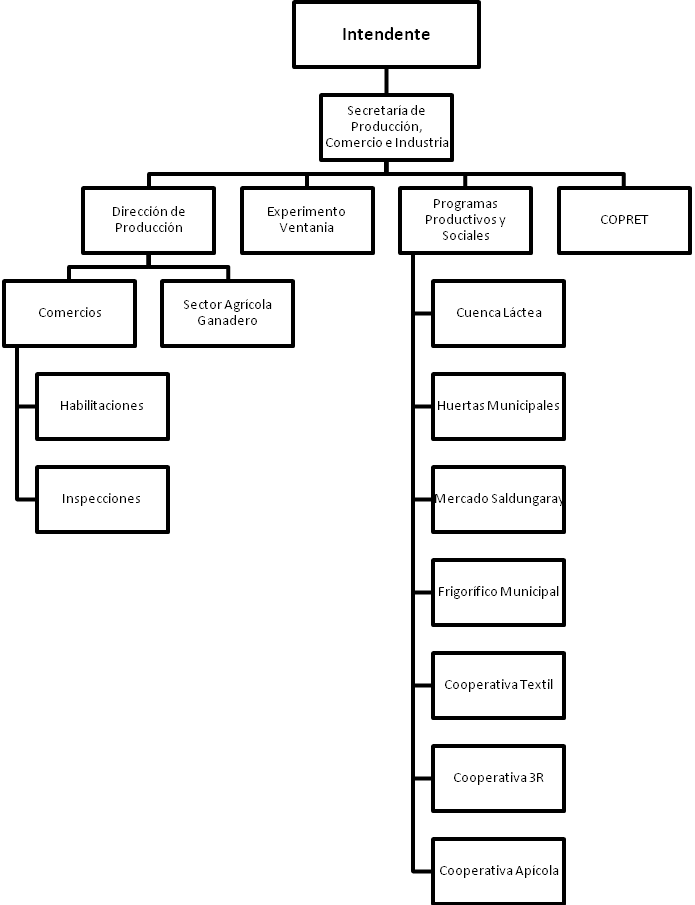 Intendente
Secretaría de
Producción,
Comercio e Industria
Dirección de
Producción
Experimento
Ventania
Programas
Productivos y
Sociales
COPRET
Comercios
Sector Agrícola
Ganadero
Cuenca Láctea
Habilitaciones
Huertas Municipales
Inspecciones
Mercado Saldungaray
Frigorífico Municipal
Cooperativa Textil
Cooperativa 3R
Cooperativa Apícola